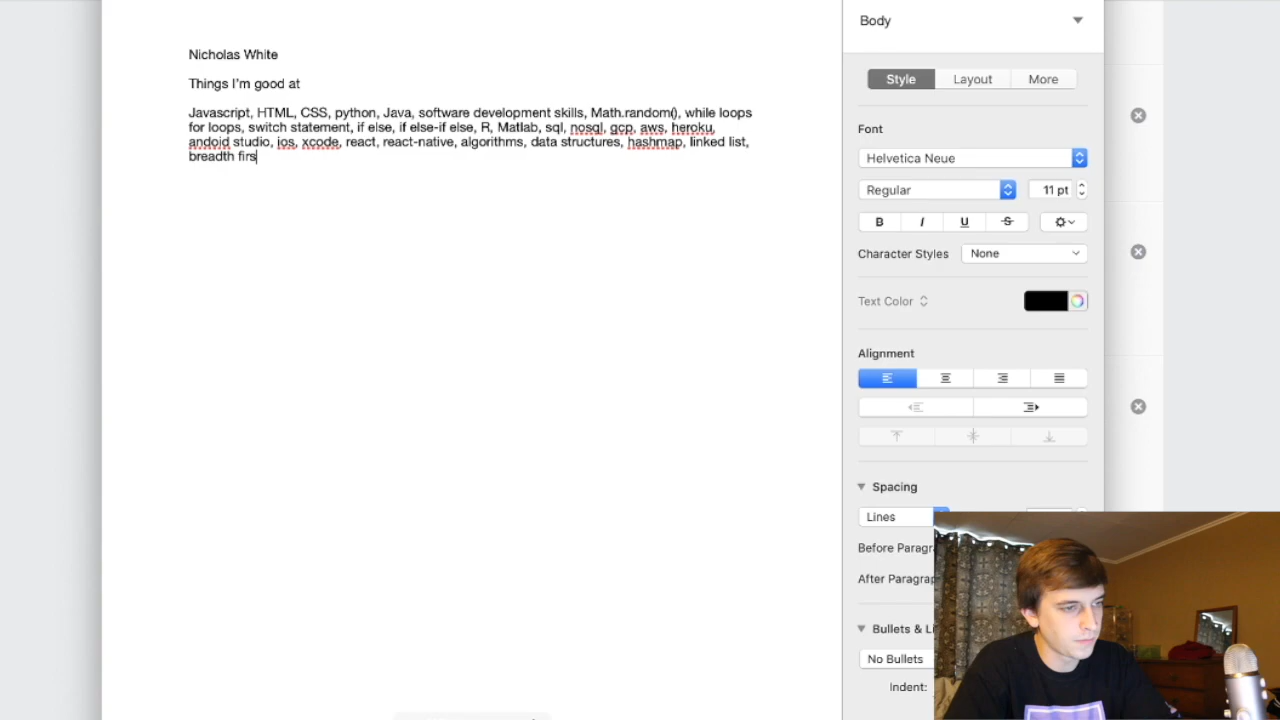 Nicholas White
Things I'm good at
Javascript, HTML, CSS, python, Java, software development skills, Math.random(), while loops
for loops, switch statement, if else, if else-if else, R, Matlab, sql, nosql, gcp, aws, heroku,
andoid studio, ios, xcode, react, react-native, algorithms, data structures, hashmap, linked list,
breadth firs
Body
Style Layout More
Font
Helvetica Neue
Regular 11 pt
B I U S
Character Styles None
Text Color
Alignment
Spacing
Lines
Before Paragra
After Paragrap
Bullets & Li
No Bullets
Indent: